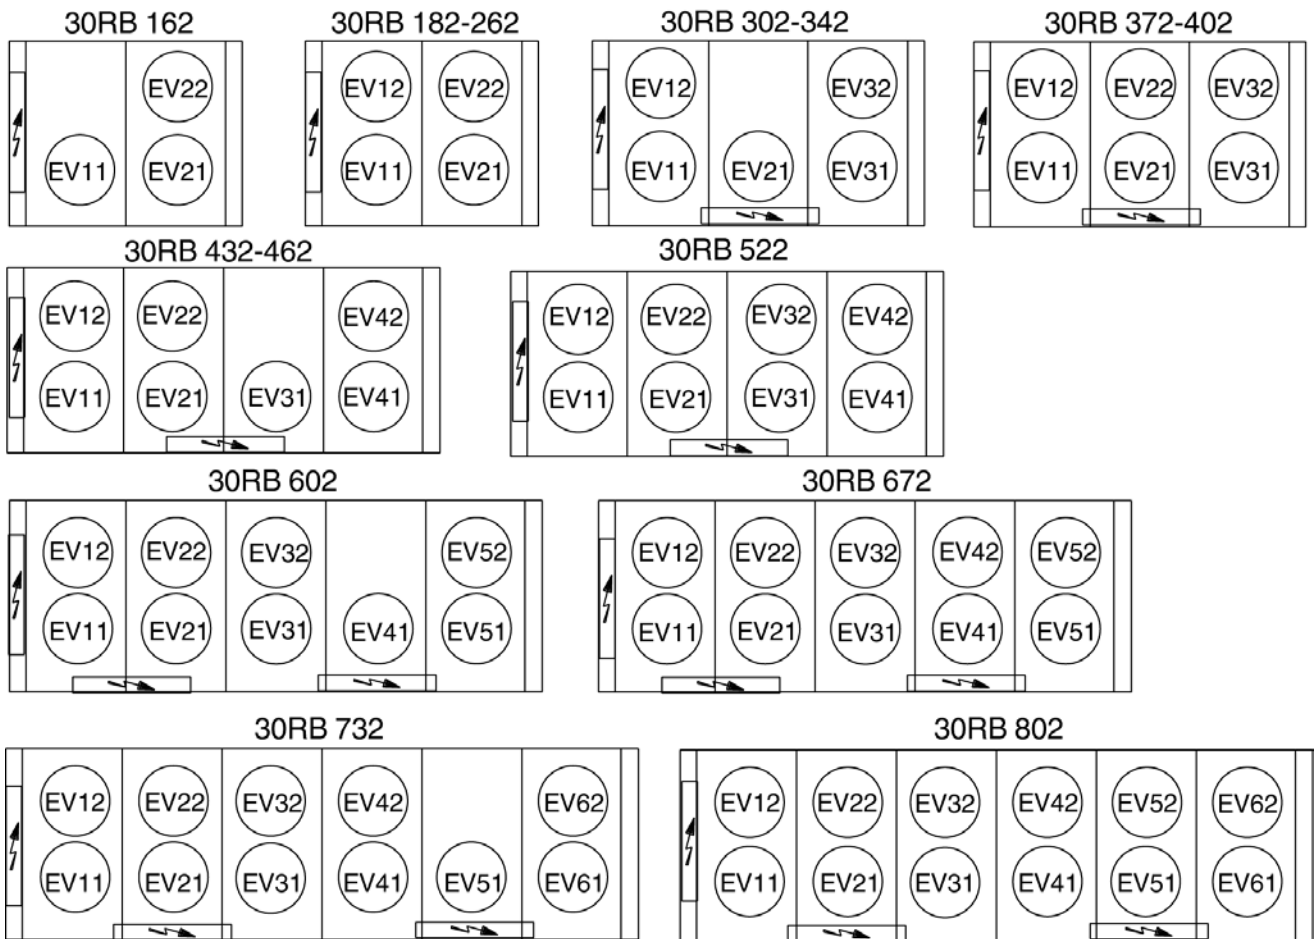 30RB 162 30RB 182-262 30RB 302-342 30RB 372-402
EV22 EV12 EV22 EV12 EV32 EV12 EV22 EV32
EV11 EV21 EV11 EV21 EV11 EV21 EV31 EV11 EV21 EV31
30RB 432-462 30RB 522
EV12 EV22 EV42 EV12 EV22 EV32 EV42
EV11 EV21 EV31 EV41 EV11 EV21 EV31 EV41
30RB 602 30RB 672
EV12 EV22 EV32 EV52 EV12 EV22 EV32 EV42 EV52
EV11 EV21 EV31 EV41 EV51 EV11 EV21 EV31 EV41 EV51
30RB 732 30RB 802
EV12 EV22 EV32 EV42 EV62 EV12 EV22 EV32 EV42 EV52 EV62
EV11 EV21 EV31 EV41 EV51 EV61 EV11 EV21 EV31 EV41 EV51 EV61